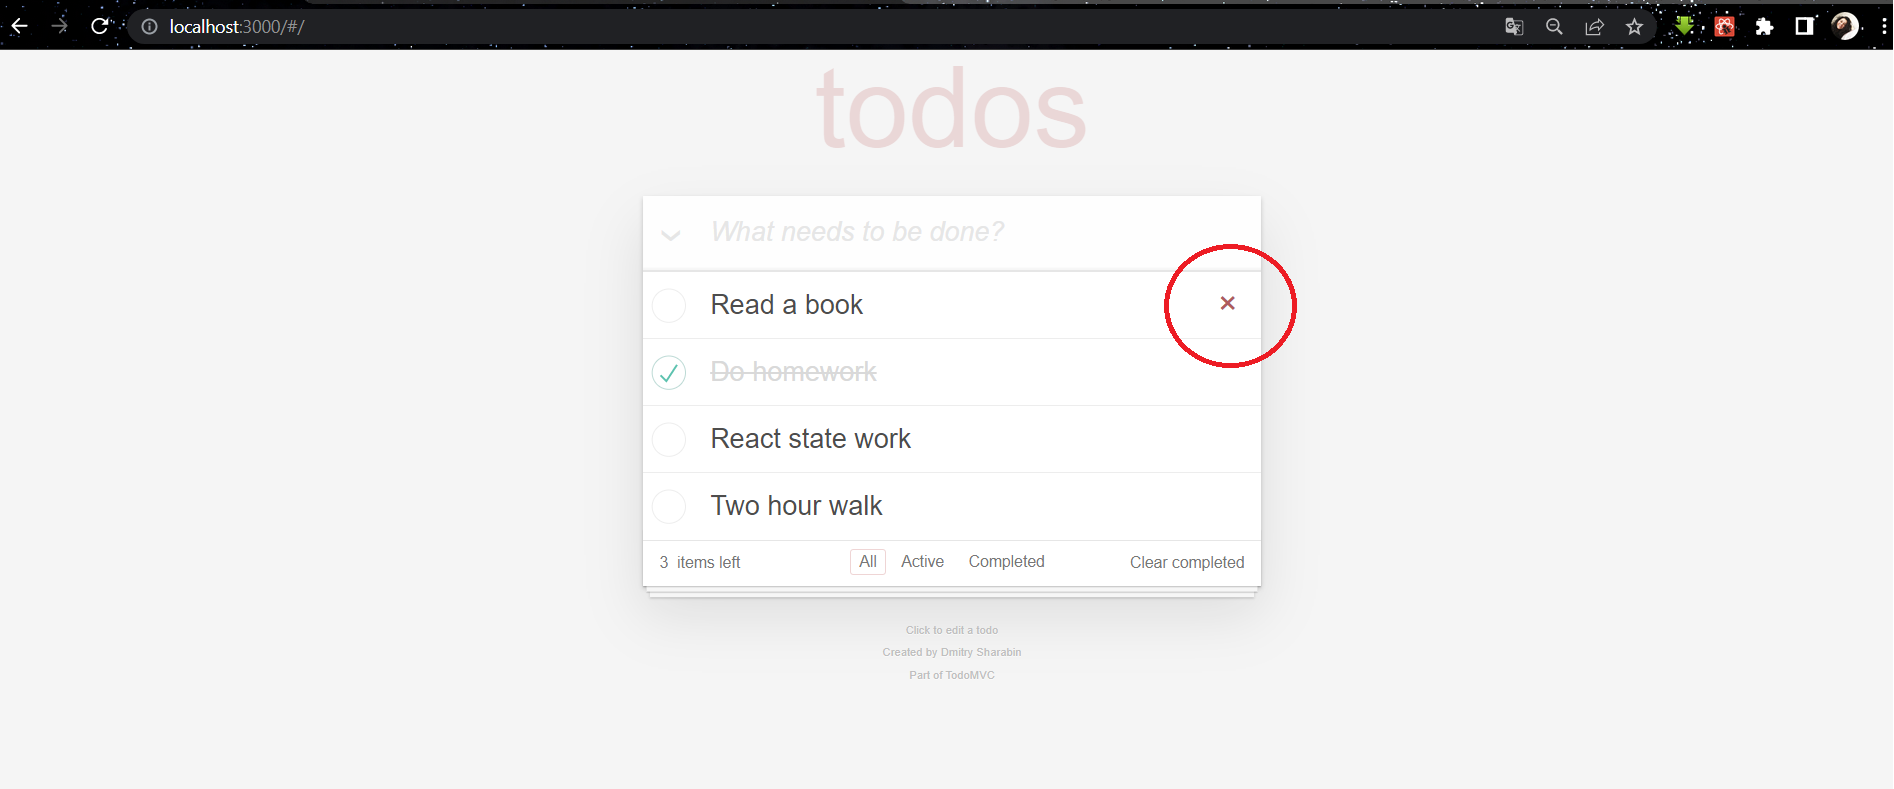 localhost:3000/#/
todos
What needs to be done?
Read a book
Do homework
React state work
Two hour walk
3 items left All Active Completed Clear completed
Click to edit a todo
Created by Dmitry Sharabin
Part of TodoMVC